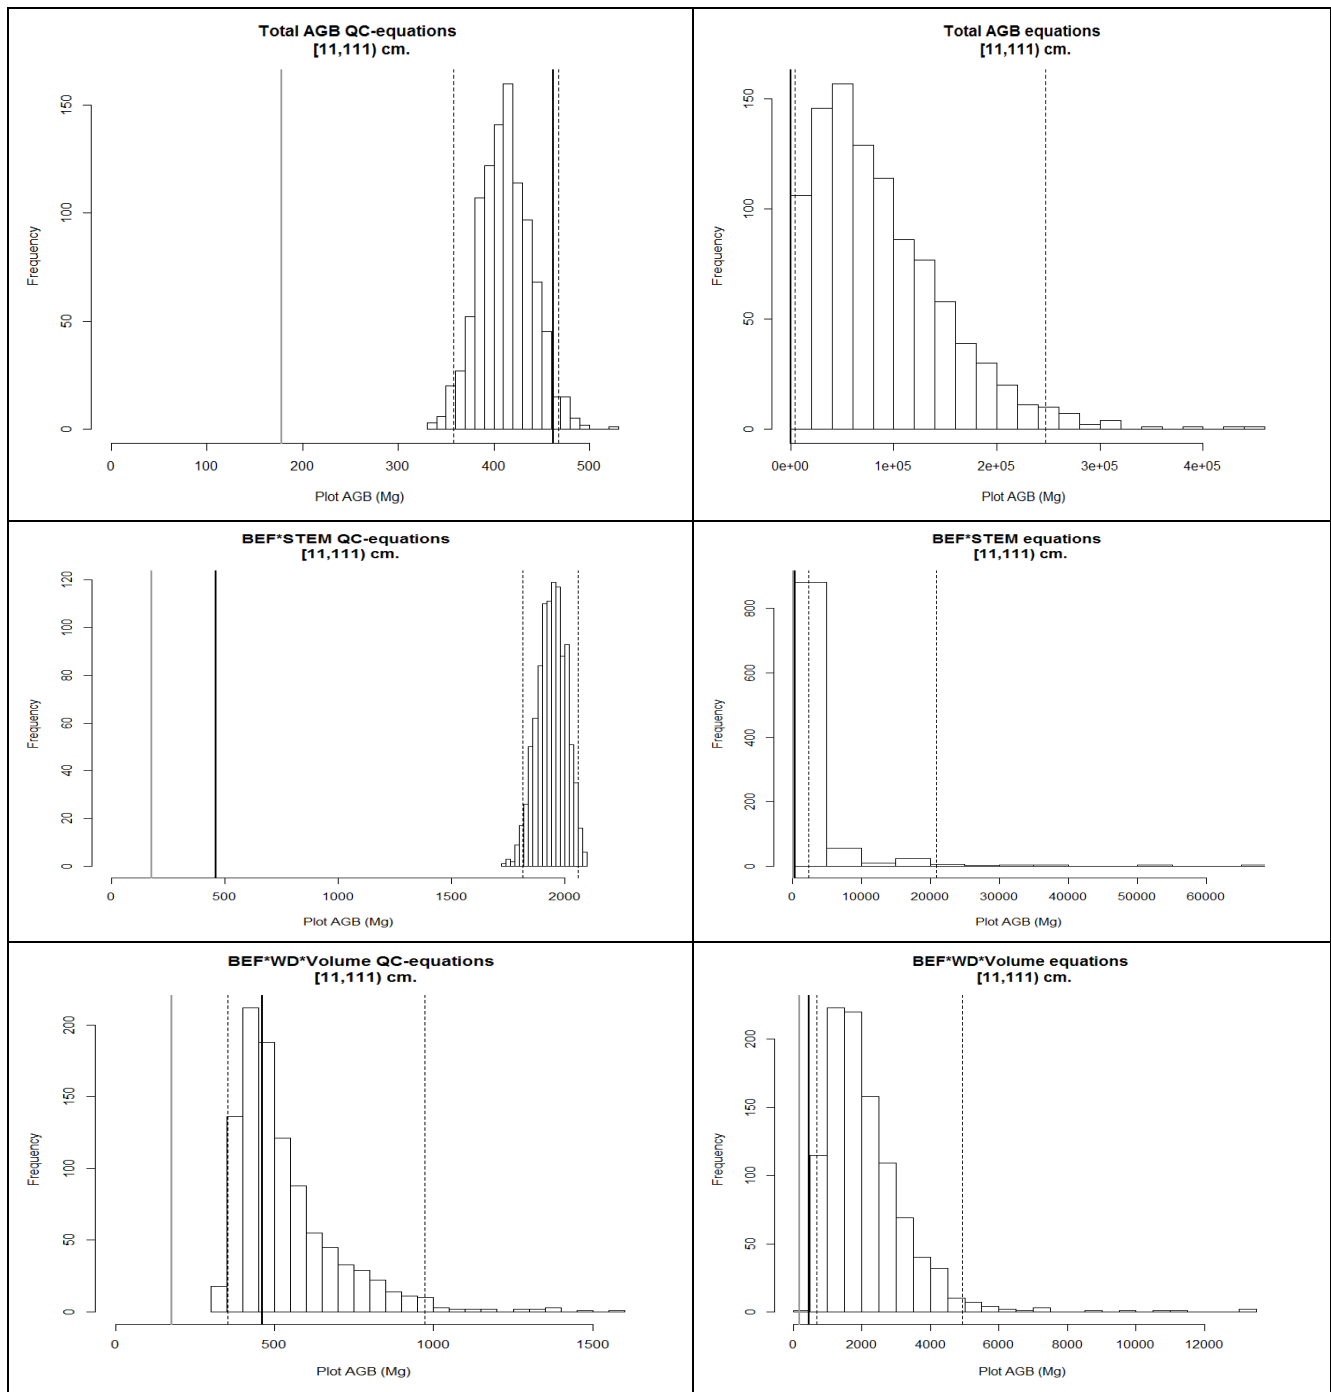 Total AGB QC-equations
[11,111) cm.
Frequency
0
50
100
150
0 100 200 300 400 500
Plot AGB (Mg)
Total AGB equations
[11,111) cm.
Frequency
0
50
100
150
0e+00 1e+05 2e+05 3e+05 4e+05
Plot AGB (Mg)
BEF*STEM QC-equations
[11,111) cm.
Frequency
0
20
40
60
80
100
120
0 500 1000 1500 2000
Plot AGB (Mg)
BEF*STEM equations
[11,111) cm.
Frequency
0
200
400
600
800
0 10000 20000 30000 40000 50000 60000
Plot AGB (Mg)
BEF*WD*Volume QC-equations
[11,111) cm.
Frequency
0
50
100
150
200
0 500 1000 1500
Plot AGB (Mg)
BEF*WD*Volume equations
[11,111) cm.
Frequency
0
50
100
150
200
0 2000 4000 6000 8000 10000 12000
Plot AGB (Mg)